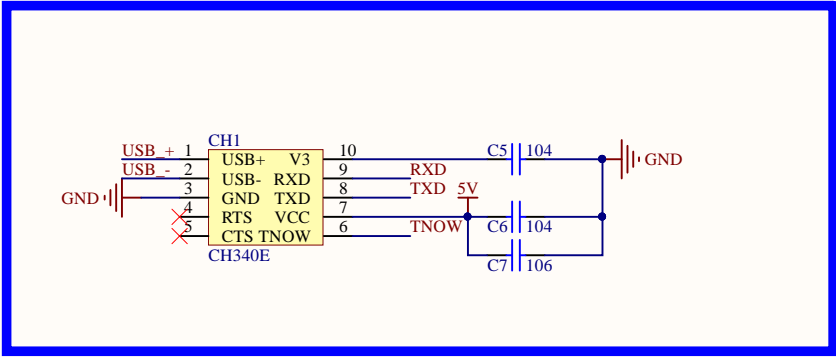 CH1
USB_+ 1 USB+ V3 10 C5 104
USB_- 2 USB- RXD 9 RXD
GND 3 GND TXD 8 TXD 5V
4 RTS VCC 7 C6 104
5 CTS TNOW 6 TNOW
CH340E
C7 106
GND